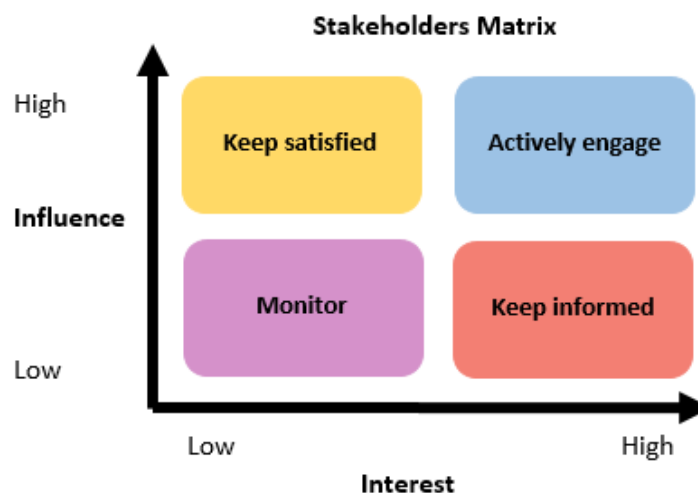 Stakeholders Matrix
High
Keep satisfied
Actively engage
Influence
Monitor
Keep informed
Low
Low
High
Interest